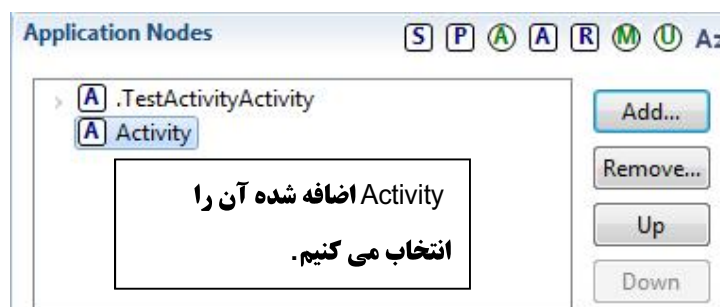 Application Nodes S P A A R M U Az
A .TestActivityActivity
A Activity
Add...
Remove...
Up
Down
Activity اضافه شده آن را
انتخاب می کنیم.